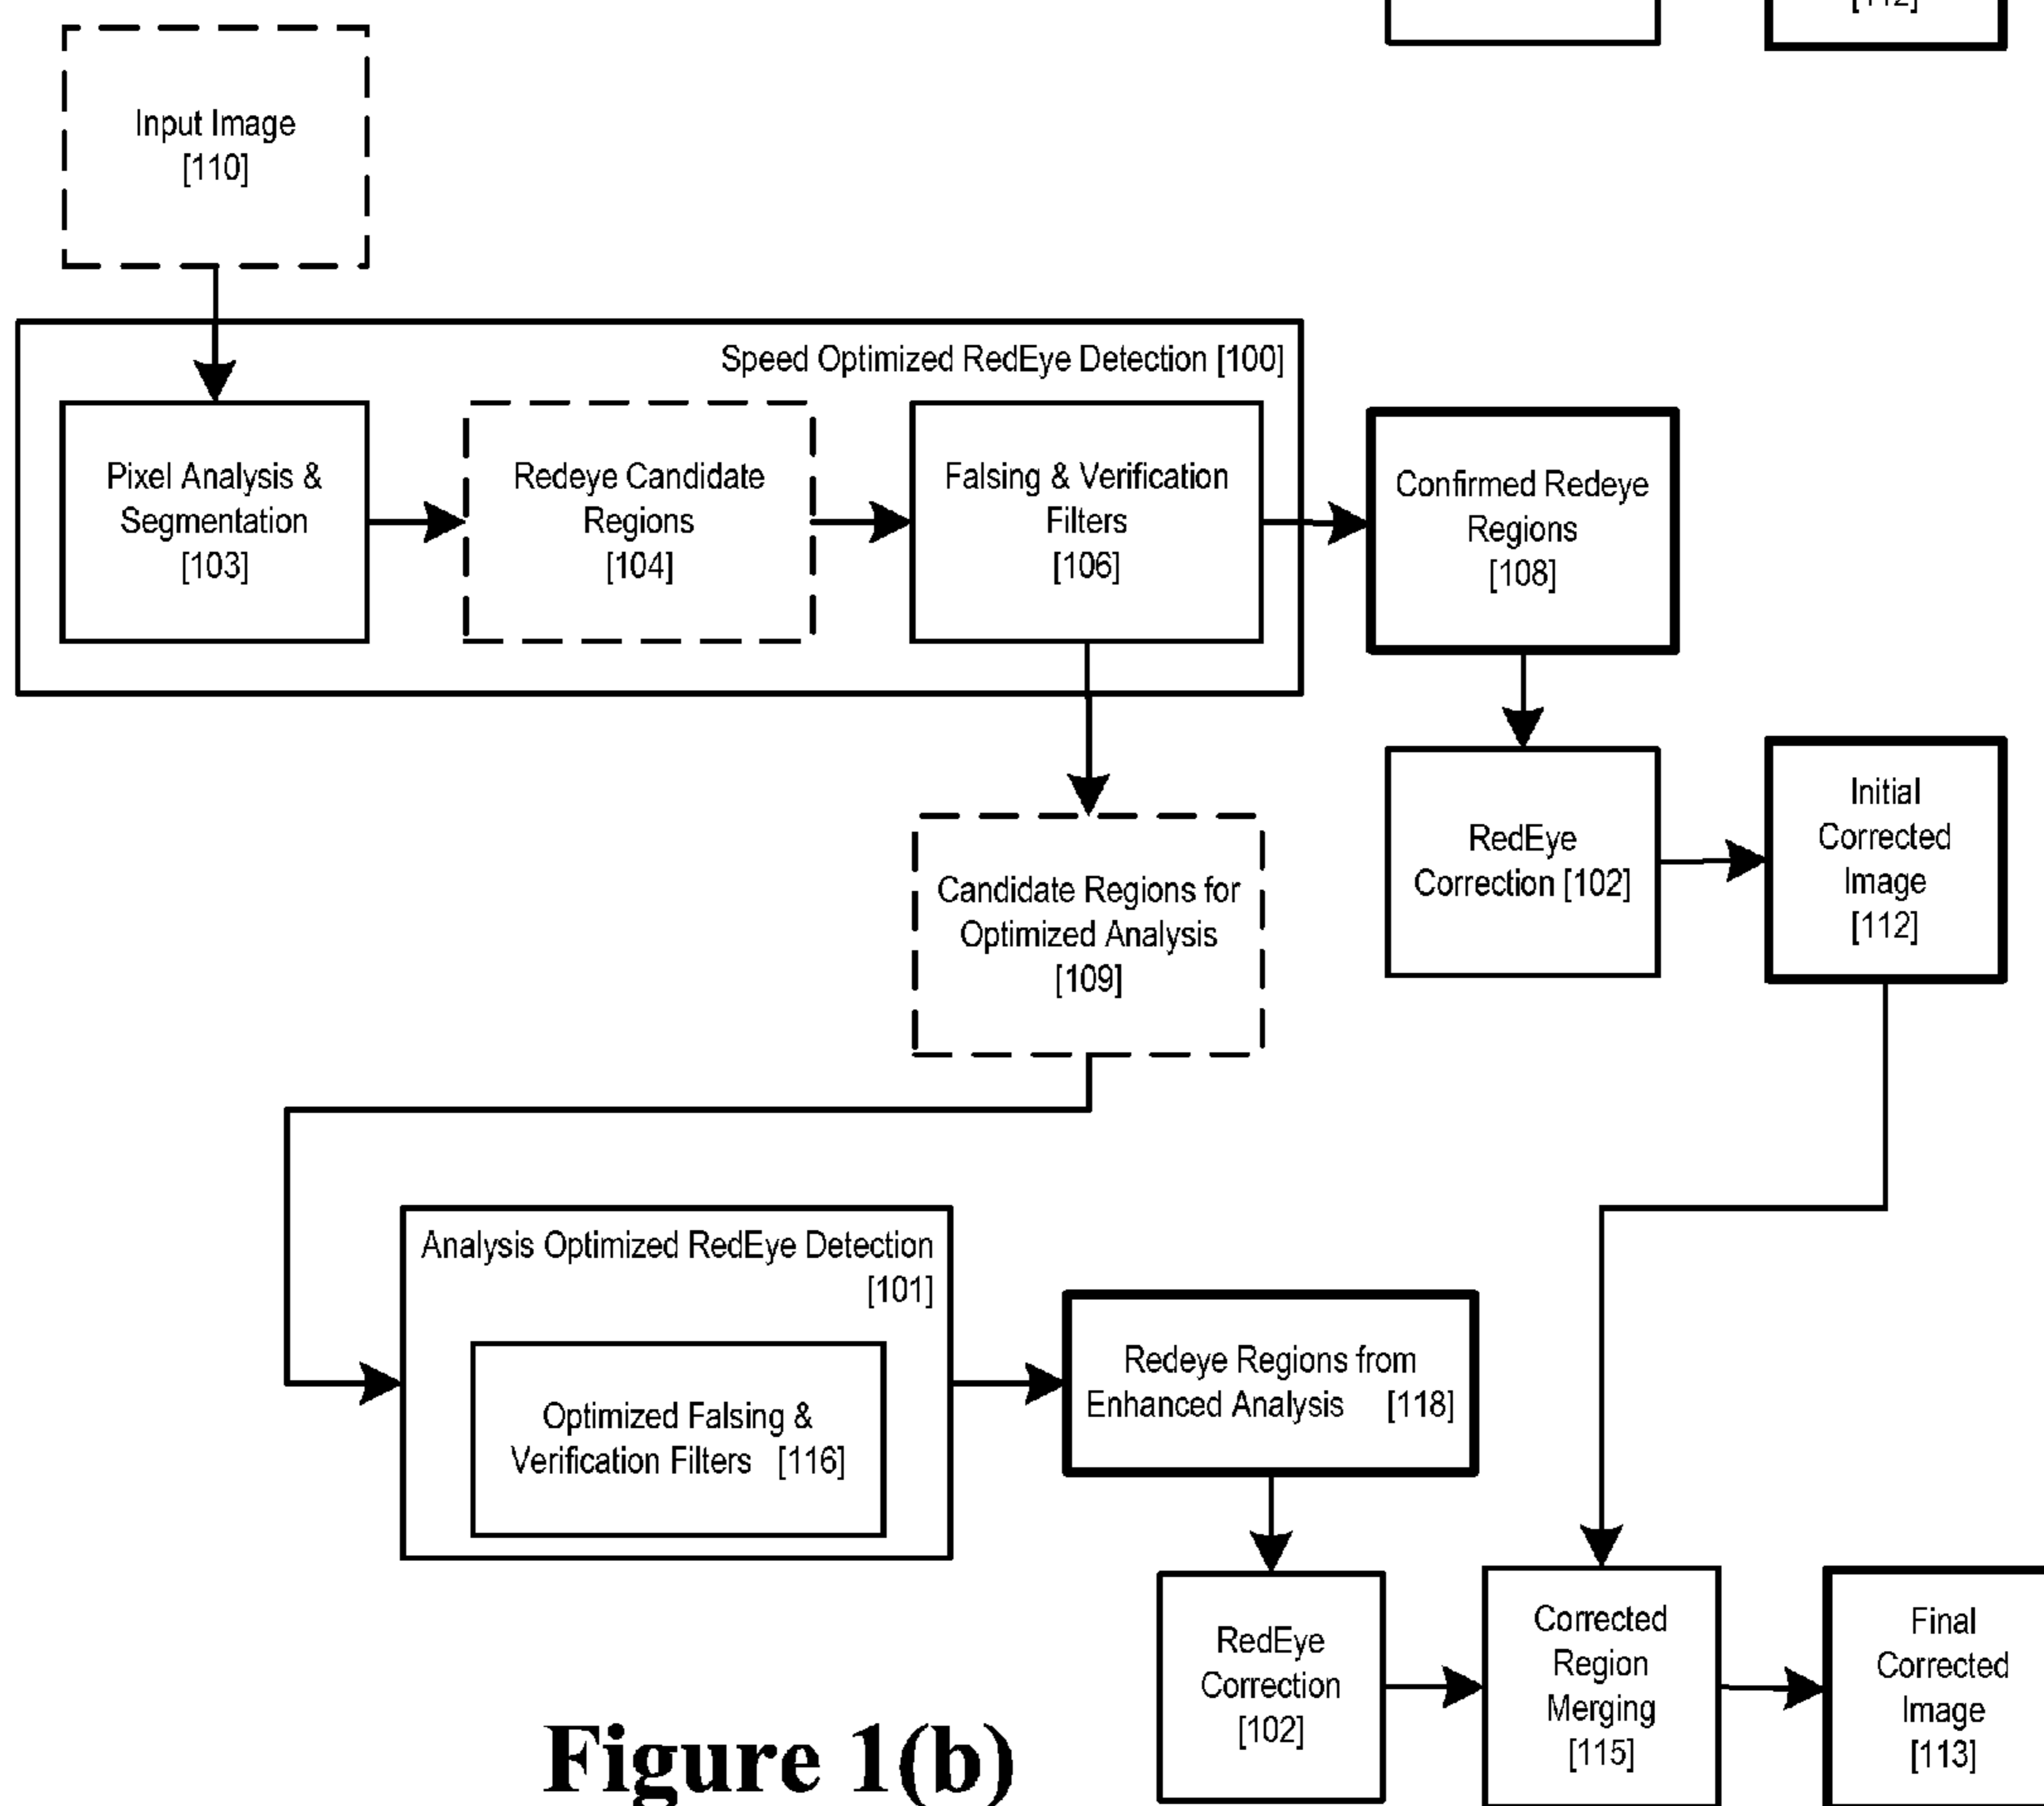 Input Image
[110]
Speed Optimized RedEye Detection [100]
Pixel Analysis &
Segmentation
[103]
Redeye Candidate
Regions
[104]
Falsing & Verification
Filters
[106]
Confirmed Redeye
Regions
[108]
RedEye
Correction [102]
Initial
Corrected
Image
[112]
Candidate Regions for
Optimized Analysis
[109]
Analysis Optimized RedEye Detection
[101]
Optimized Falsing &
Verification Filters [116]
Redeye Regions from
Enhanced Analysis [118]
RedEye
Correction
[102]
Corrected
Region
Merging
[115]
Final
Corrected
Image
[113]
Figure 1(b)